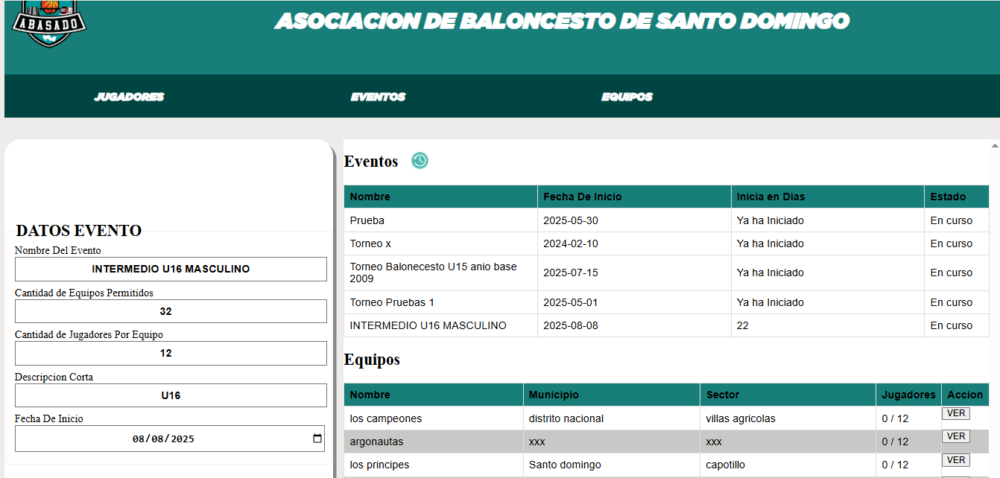 ABASADO
ASOCIACION DE BALONCESTO DE SANTO DOMINGO
JUGADORES EVENTOS EQUIPOS
DATOS EVENTO
Nombre Del Evento
INTERMEDIO U16 MASCULINO
Cantidad de Equipos Permitidos
32
Cantidad de Jugadores Por Equipo
12
Descripcion Corta
U16
Fecha De Inicio
08/08/2025
Eventos
Nombre Fecha De Inicio Inicia en Dias Estado
Prueba 2025-05-30 Ya ha Iniciado En curso
Torneo x 2024-02-10 Ya ha Iniciado En curso
Torneo Balonecesto U15 anio base
2009 2025-07-15 Ya ha Iniciado En curso
Torneo Pruebas 1 2025-05-01 Ya ha Iniciado En curso
INTERMEDIO U16 MASCULINO 2025-08-08 22 En curso
Equipos
Nombre Municipio Sector Jugadores Accion
los campeones distrito nacional villas agricolas 0 / 12 VER
argonautas xxx xxx 0 / 12 VER
los principes Santo domingo capotillo 0 / 12 VER